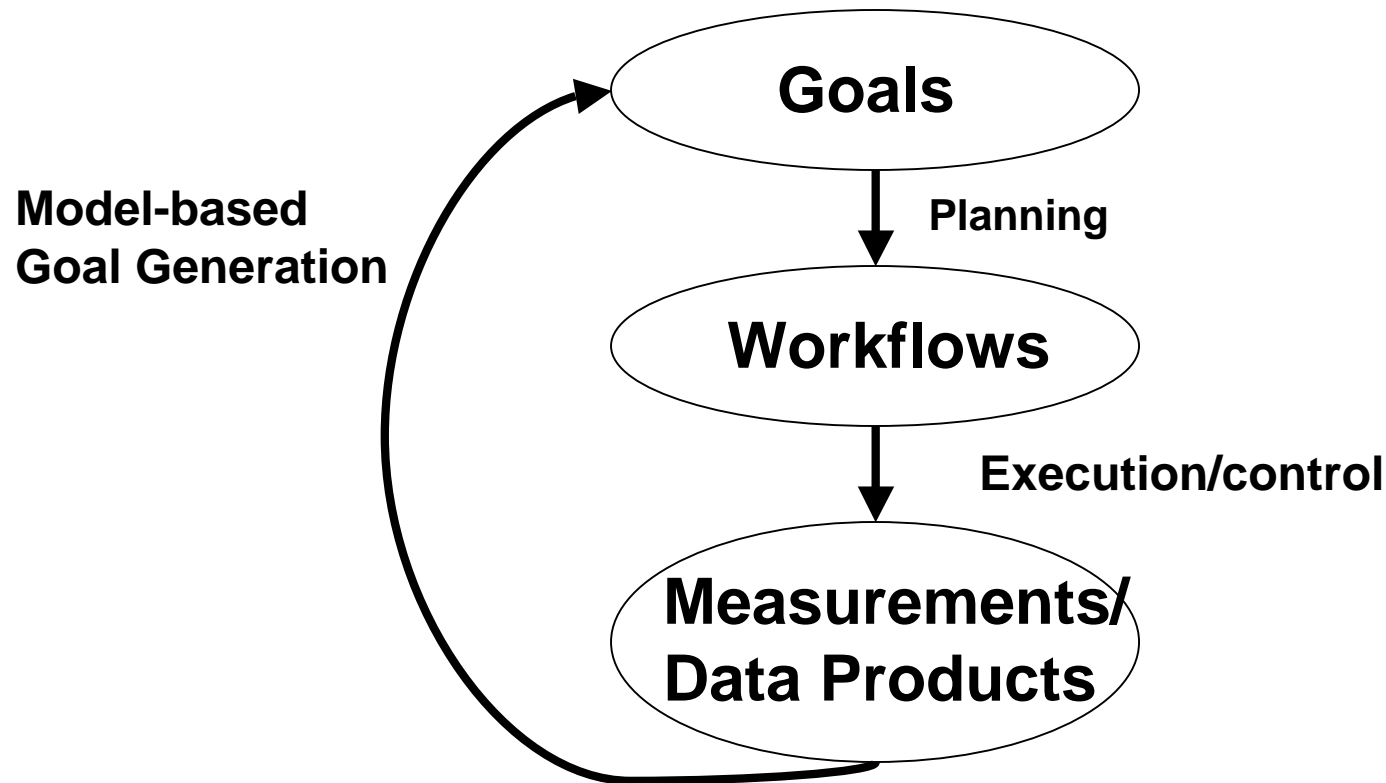 Goals
Model-based
Goal Generation
Planning
Workflows
Execution/control
Measurements/
Data Products